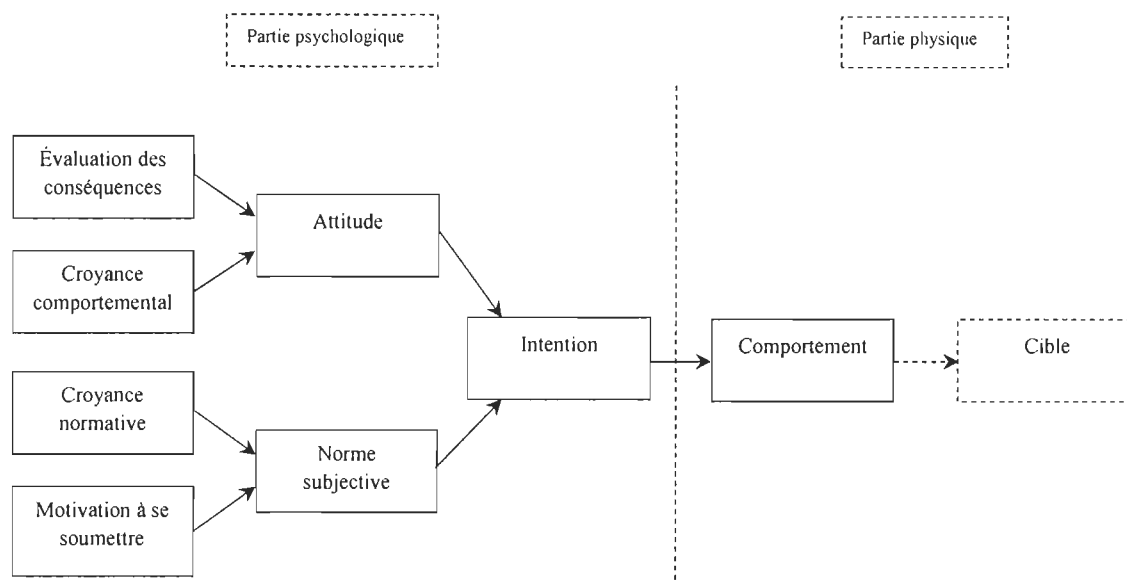 Partie psychologique
Partie physique
Évaluation des
conséquences
Croyance
comportemental
Croyance
normative
Motivation à se
soumettre
Attitude
Norme
subjective
Intention
Comportement
Cible